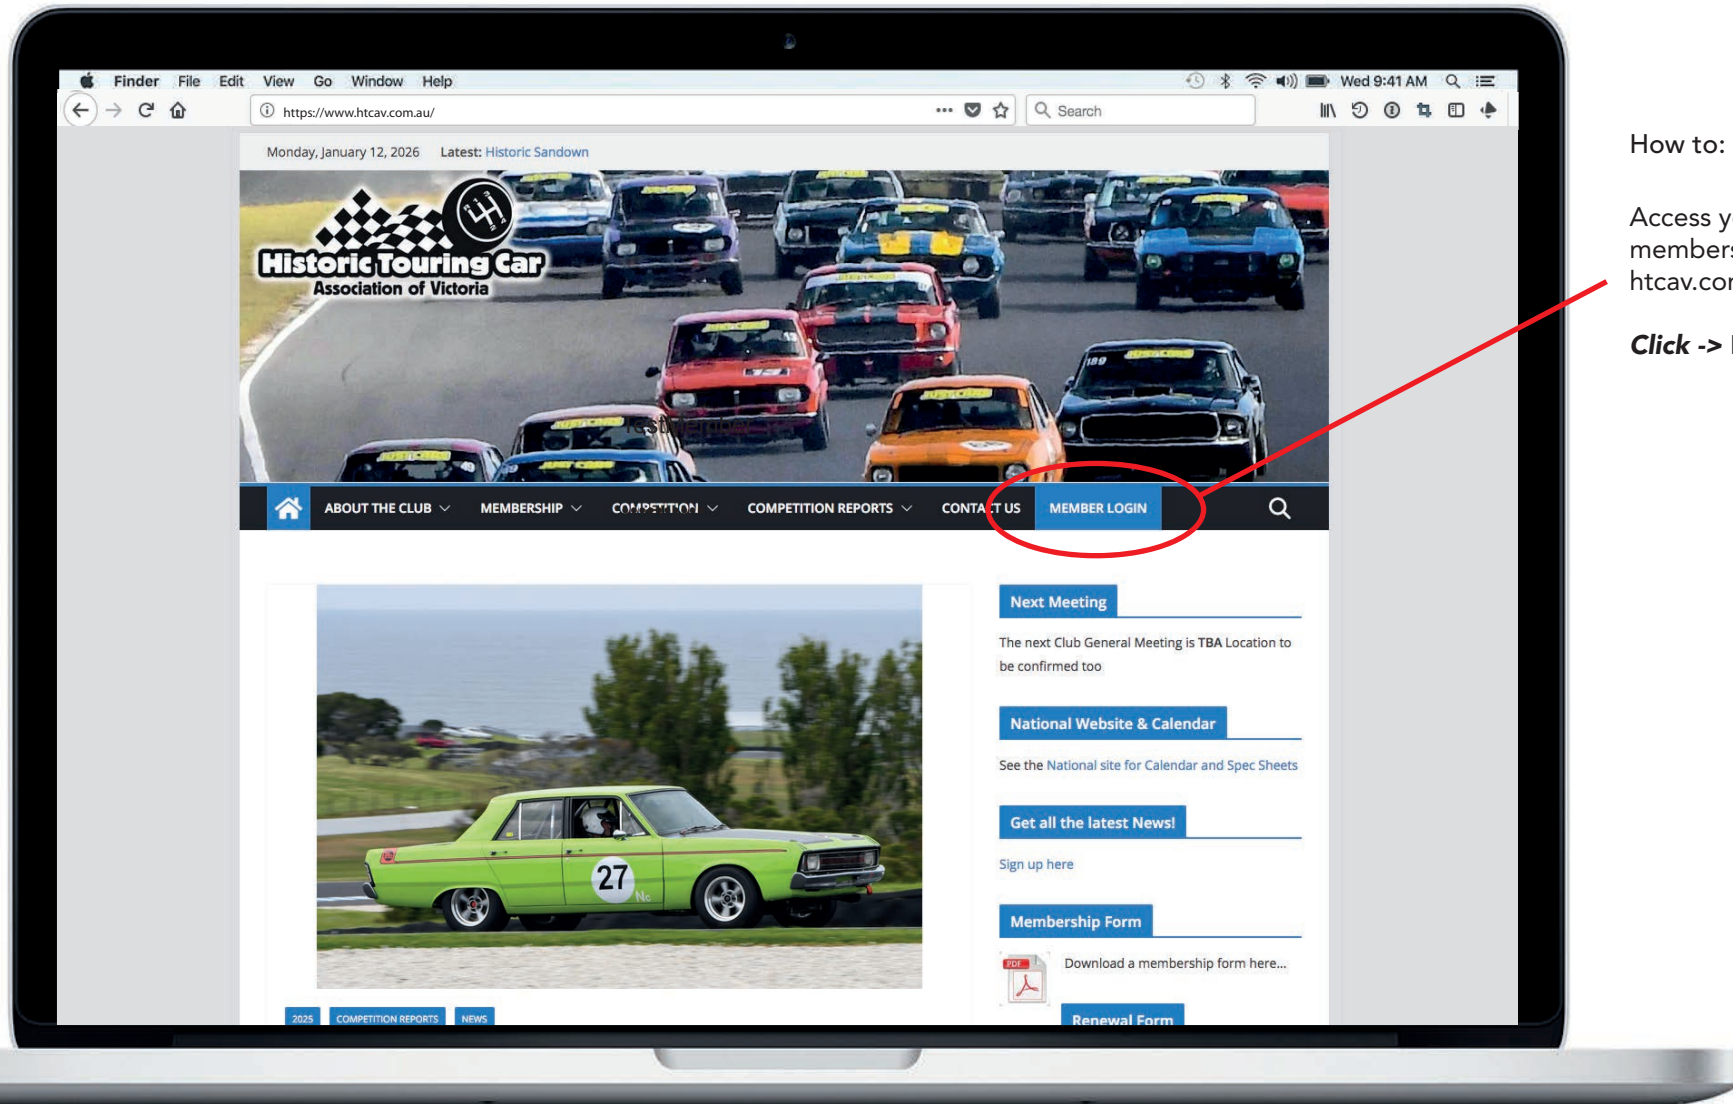 Finder File Edit View Go Window Help
Wed 9:41 AM
https://www.htcav.com.au/
Search
Monday, January 12, 2026 Latest: Historic Sandown
Historic Touring Car
Association of Victoria
ABOUT THE CLUB MEMBERSHIP COMPETITION COMPETITION REPORTS CONTACT US MEMBER LOGIN
27
Nc
2025 COMPETITION REPORTS NEWS
Next Meeting
The next Club General Meeting is TBA Location to
be confirmed too
National Website & Calendar
See the National site for Calendar and Spec Sheets
Get all the latest News!
Sign up here
Membership Form
PDF
Download a membership form here...
Renewal Form
How to:
Access
members
htcav.com
Click ->